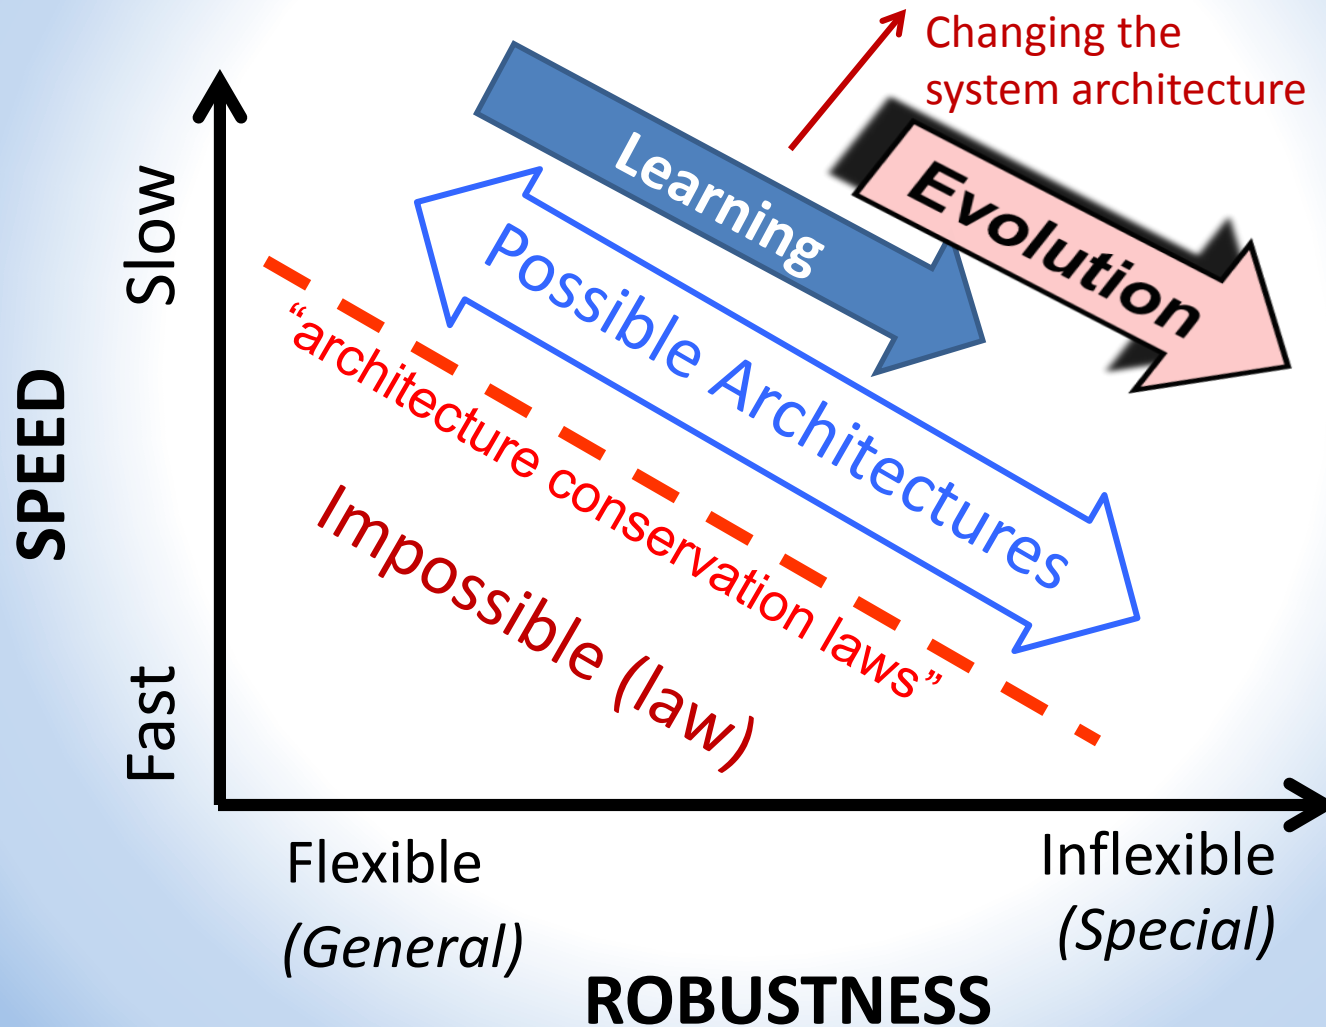 Changing the
system architecture
Learning
Evolution
Possible Architectures
“architecture conservation laws”
Impossible (law)
SPEED
Slow
Fast
Flexible
(General)
Inflexible
(Special)
ROBUSTNESS